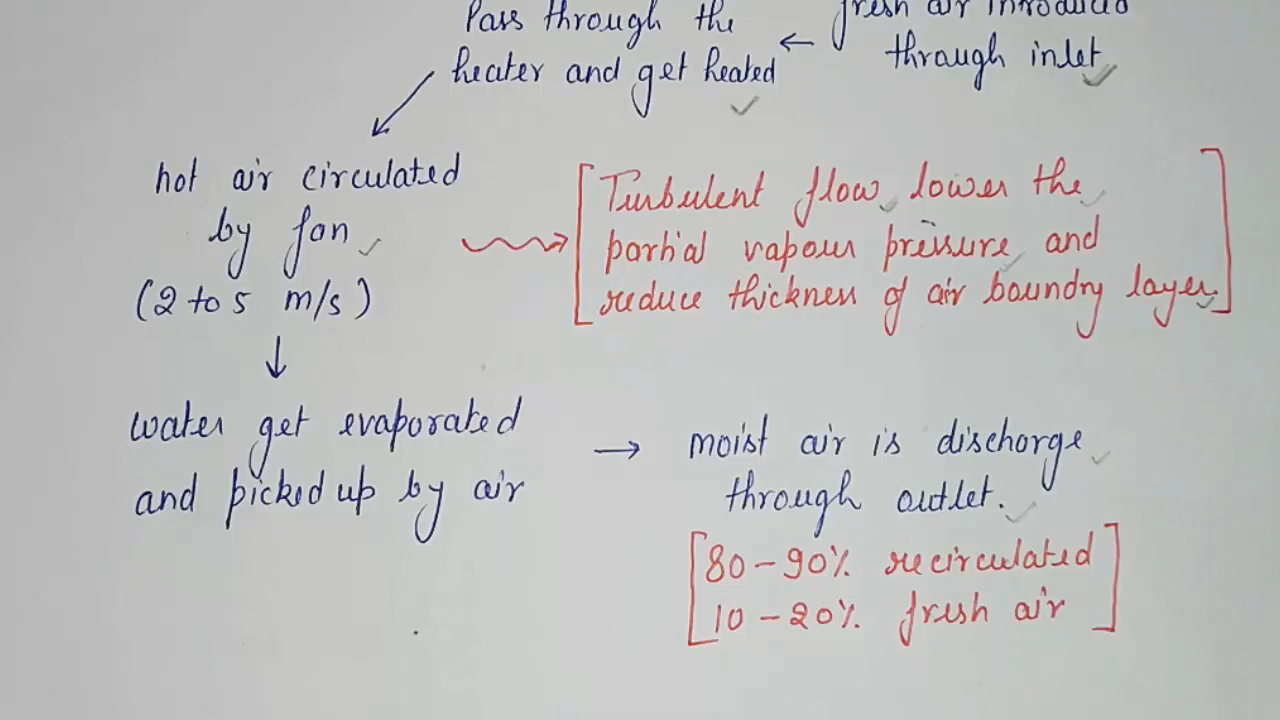 Pass through the
heater and get heated
← fresh air introduced
through inlet
hot air circulated
by fan
(2 to 5 m/s)
[Turbulent flow lower the
partial vapour pressure and
reduce thickness of air boundry layer.]
↓
water get evaporated
and picked up by air
→ moist air is discharge
through outlet.
[80-90% recirculated
10-20% fresh air]